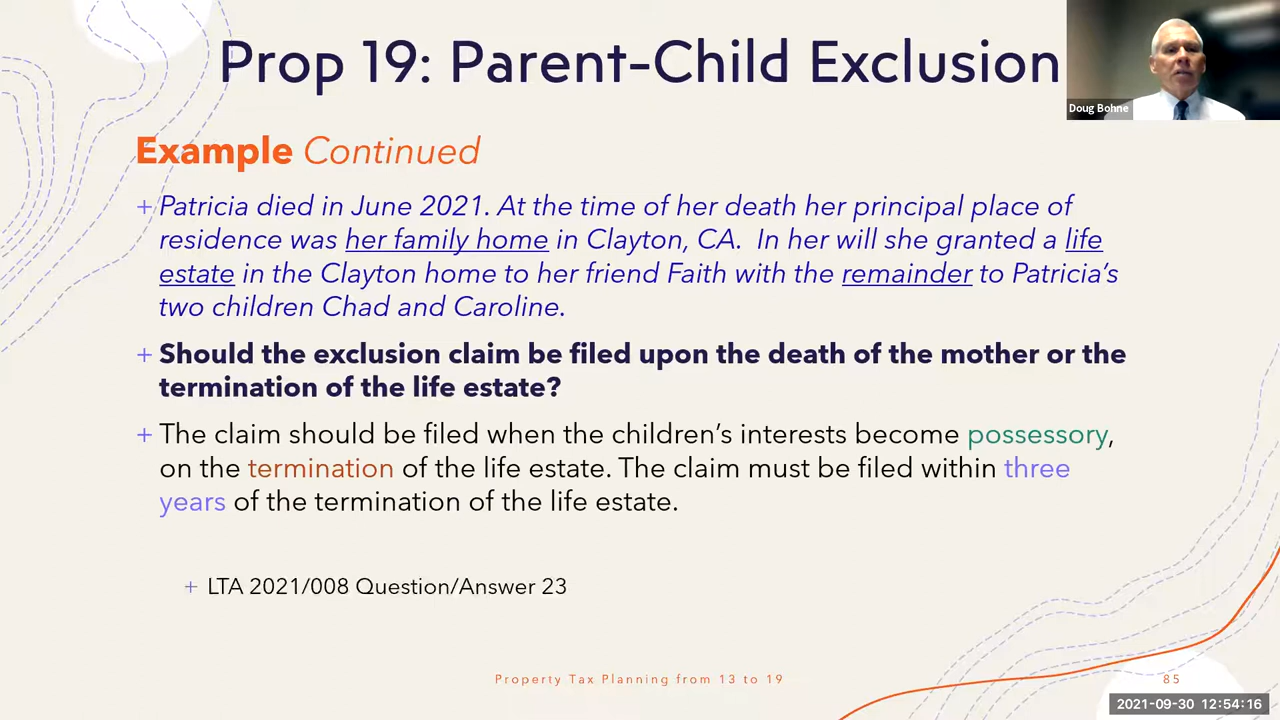 Prop 19: Parent-Child Exclusion
Doug Bohne
Example Continued
+ Patricia died in June 2021. At the time of her death her principal place of
residence was her family home in Clayton, CA. In her will she granted a life
estate in the Clayton home to her friend Faith with the remainder to Patricia's
two children Chad and Caroline.
+ Should the exclusion claim be filed upon the death of the mother or the
termination of the life estate?
+ The claim should be filed when the children's interests become possessory,
on the termination of the life estate. The claim must be filed within three
years of the termination of the life estate.
+ LTA 2021/008 Question/Answer 23
Property Tax Planning from 13 to 19
85
2021-09-30 12:54:16